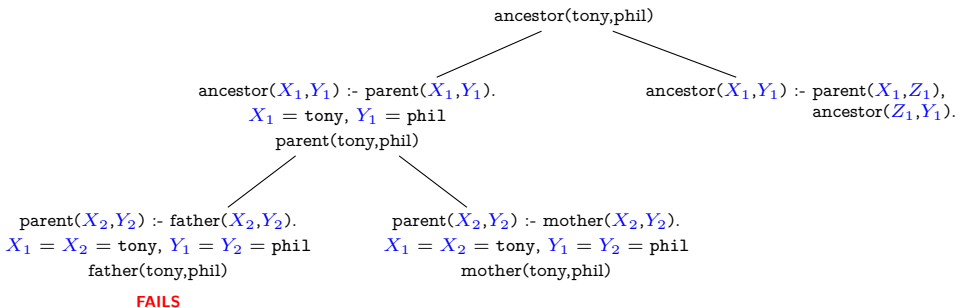 ancestor(tony,phil)
ancestor(X₁,Y₁) :- parent(X₁,Y₁).
X₁ = tony, Y₁ = phil
parent(tony,phil)
ancestor(X₁,Y₁) :- parent(X₁,Z₁),
ancestor(Z₁,Y₁).
parent(X₂,Y₂) :- father(X₂,Y₂).
X₁ = X₂ = tony, Y₁ = Y₂ = phil
father(tony,phil)
FAILS
parent(X₂,Y₂) :- mother(X₂,Y₂).
X₁ = X₂ = tony, Y₁ = Y₂ = phil
mother(tony,phil)